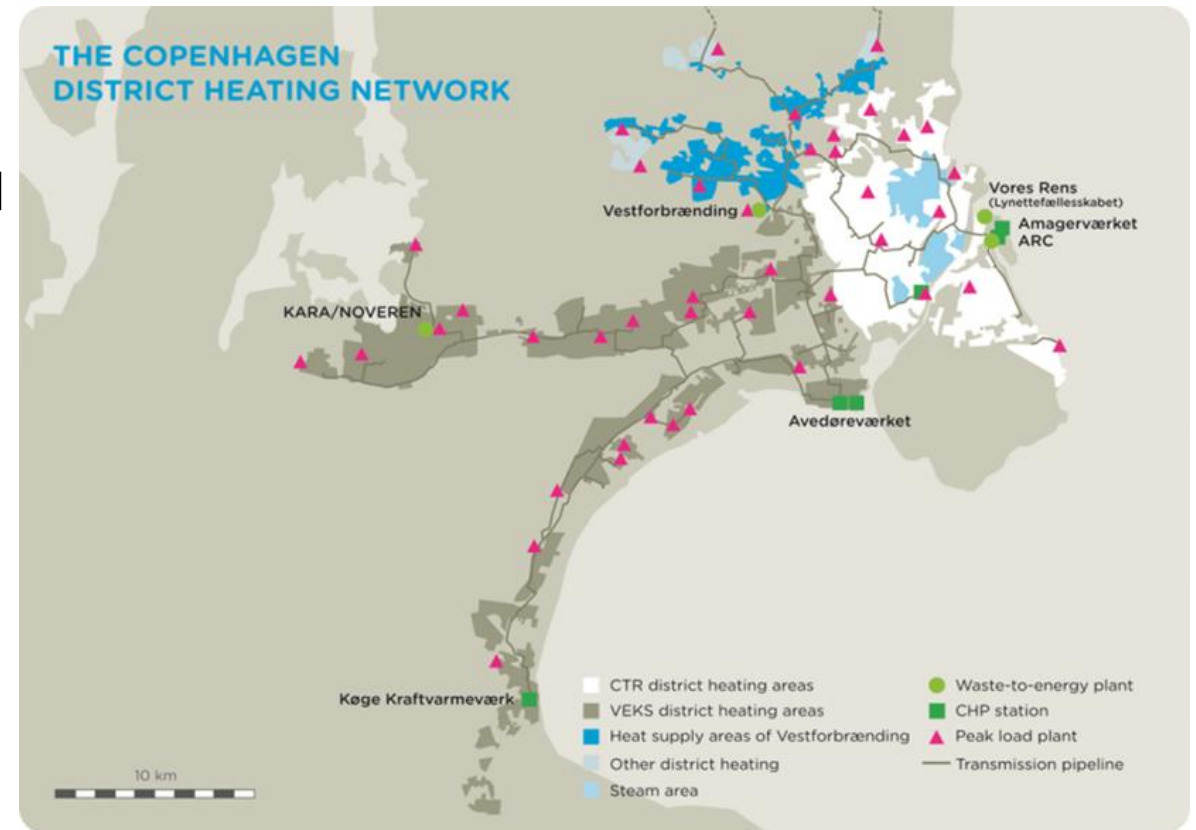 THE COPENHAGEN
DISTRICT HEATING NETWORK
Vestforbrænding
Vores Rens
(Lynettefællesskabet)
Amagerværket
ARC
KARA/NOVEREN
Avedøreværket
Køge Kraftvarmeværk
10 km
CTR district heating areas
VEKS district heating areas
Heat supply areas of Vestforbrænding
Other district heating
Steam area
Waste-to-energy plant
CHP station
Peak load plant
Transmission pipeline